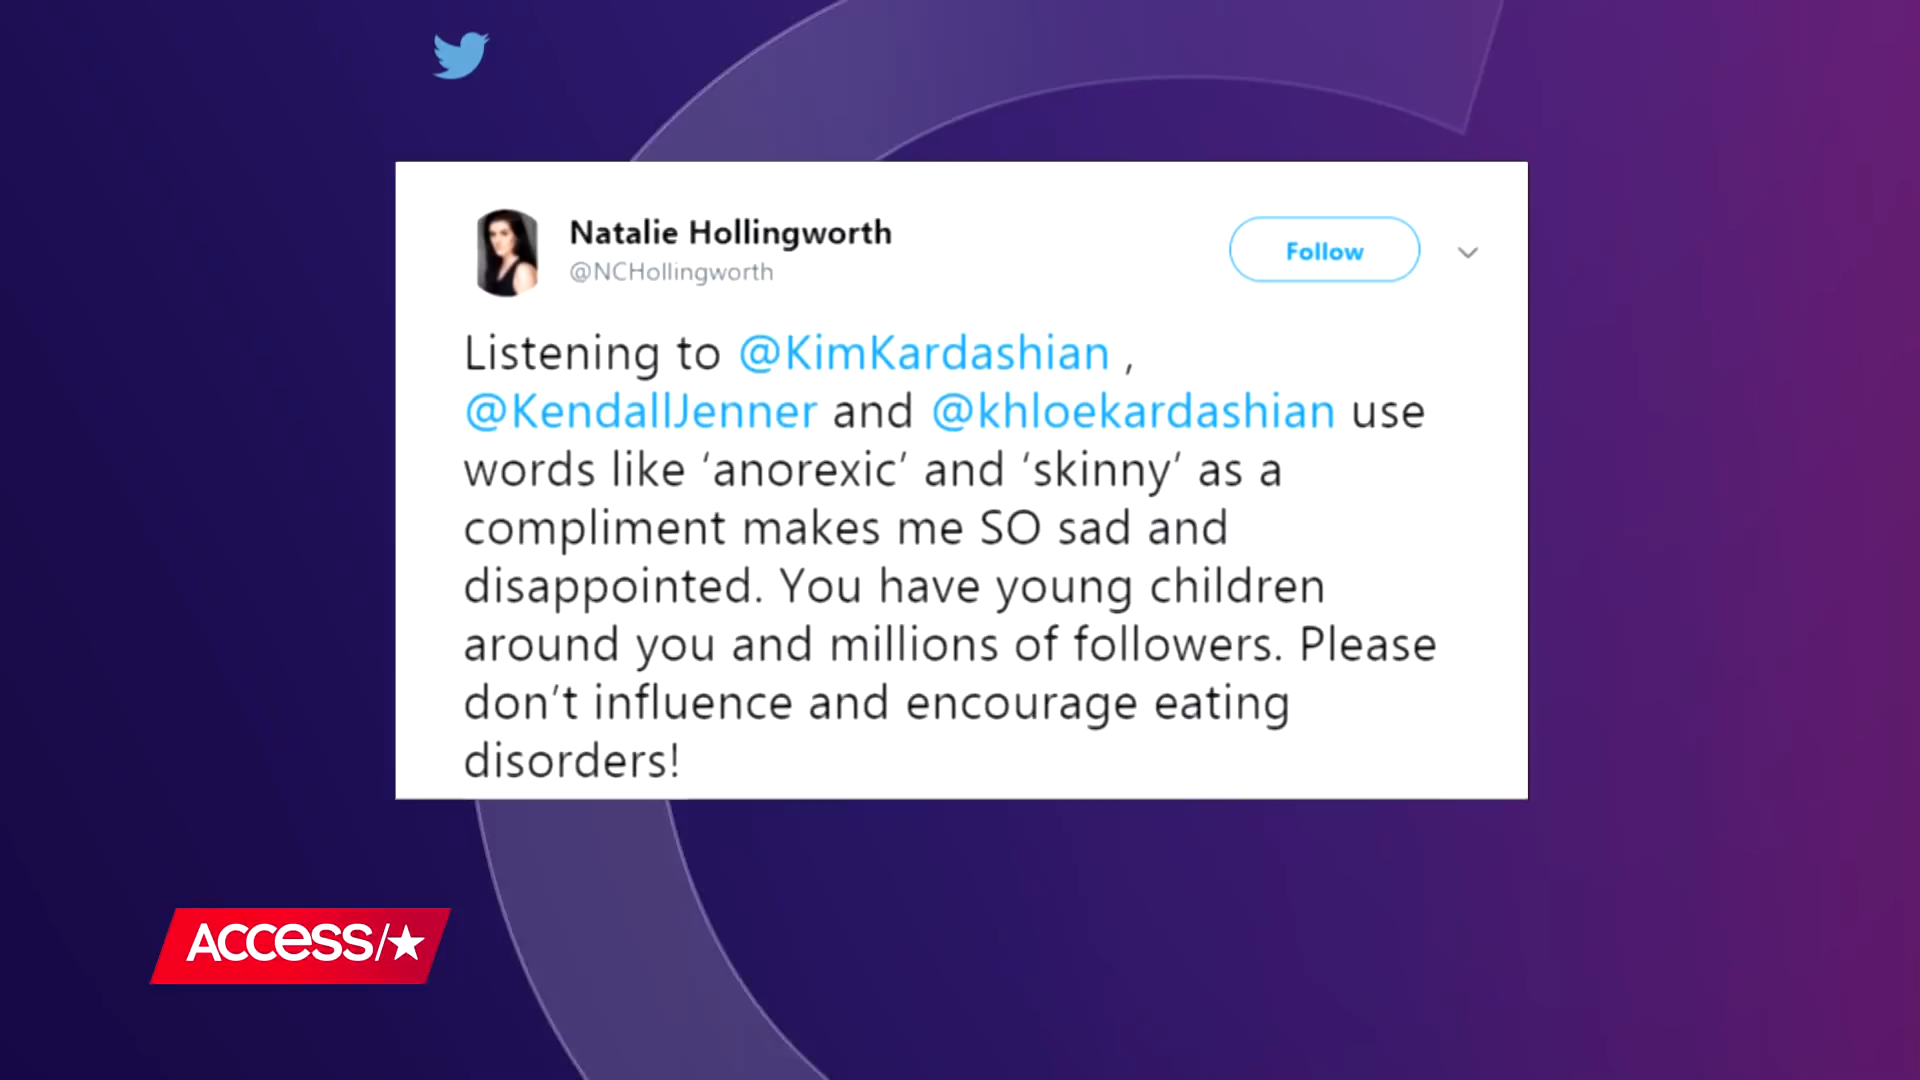 Natalie Hollingworth
@NCHollingworth
Follow
Listening to @KimKardashian ,
@KendallJenner and @khloekardashian use
words like ‘anorexic’ and ‘skinny’ as a
compliment makes me SO sad and
disappointed. You have young children
around you and millions of followers. Please
don’t influence and encourage eating
disorders!
ACCESS/